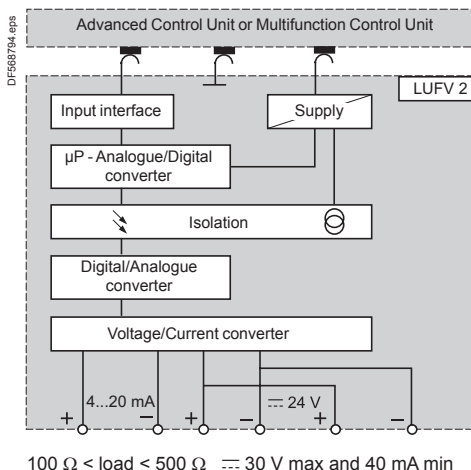 Advanced Control Unit or Multifunction Control Unit
DF568794.eps
LUFV 2
Input interface
Supply
µP - Analogue/Digital
converter
Isolation
Digital/Analogue
converter
Voltage/Current converter
4...20 mA
⎓ 24 V
+ − + − + −
100 Ω < load < 500 Ω ⎓ 30 V max and 40 mA min